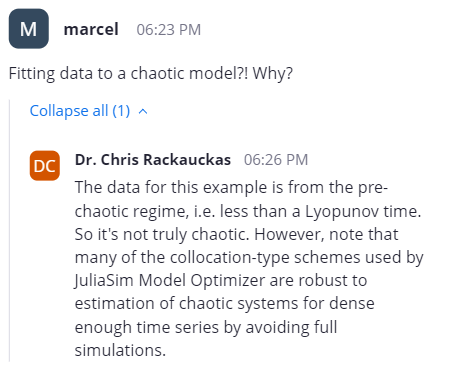 M marcel 06:23 PM
Fitting data to a chaotic model?! Why?
Collapse all (1)
DC Dr. Chris Rackauckas 06:26 PM
The data for this example is from the pre-
chaotic regime, i.e. less than a Lyopunov time.
So it's not truly chaotic. However, note that
many of the collocation-type schemes used by
JuliaSim Model Optimizer are robust to
estimation of chaotic systems for dense
enough time series by avoiding full
simulations.